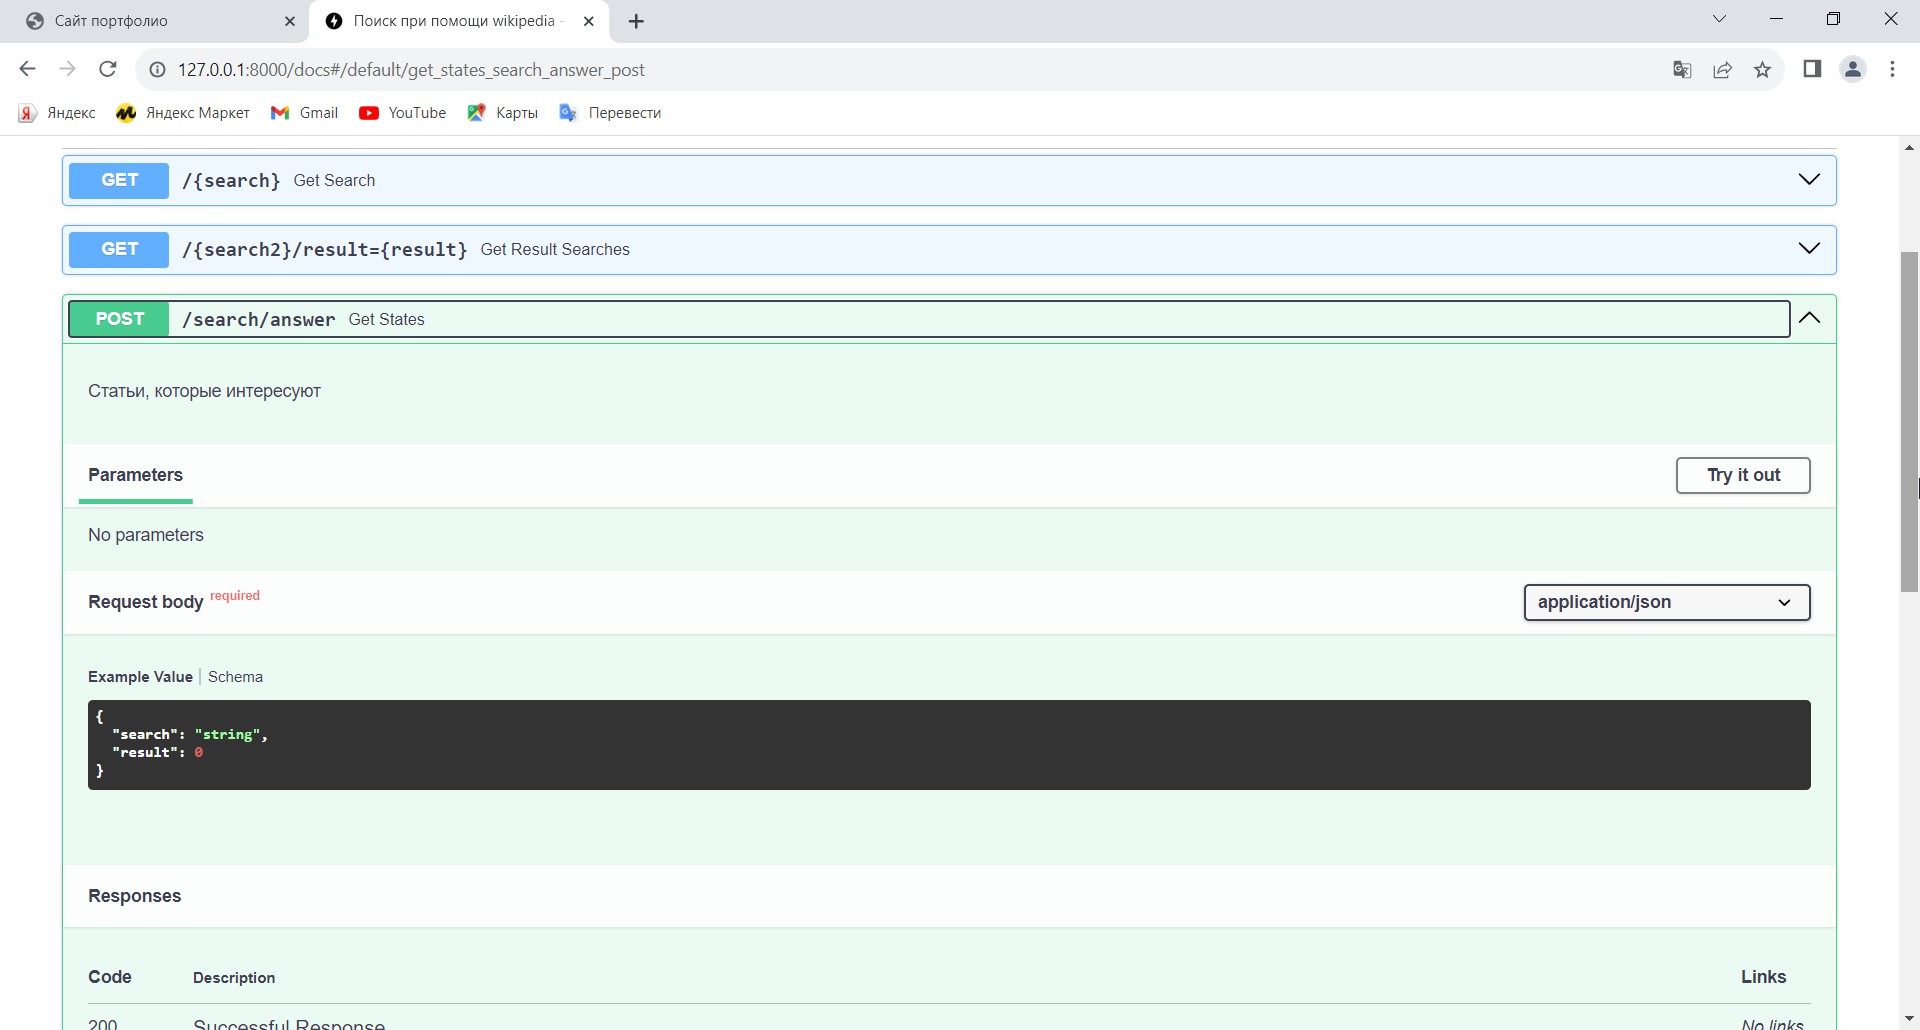 Сайт портфолио
Поиск при помощи wikipedia -
127.0.0.1:8000/docs#/default/get_states_search_answer_post
Яндекс Яндекс Маркет Gmail YouTube Карты Перевести
GET /{search} Get Search
GET /{search2}/result={result} Get Result Searches
POST /search/answer Get States
Статьи, которые интересуют
Parameters Try it out
No parameters
Request body required application/json
Example Value Schema
{
"search": "string",
"result": 0
}
Responses
Code Description Links
200 Successful Response No links